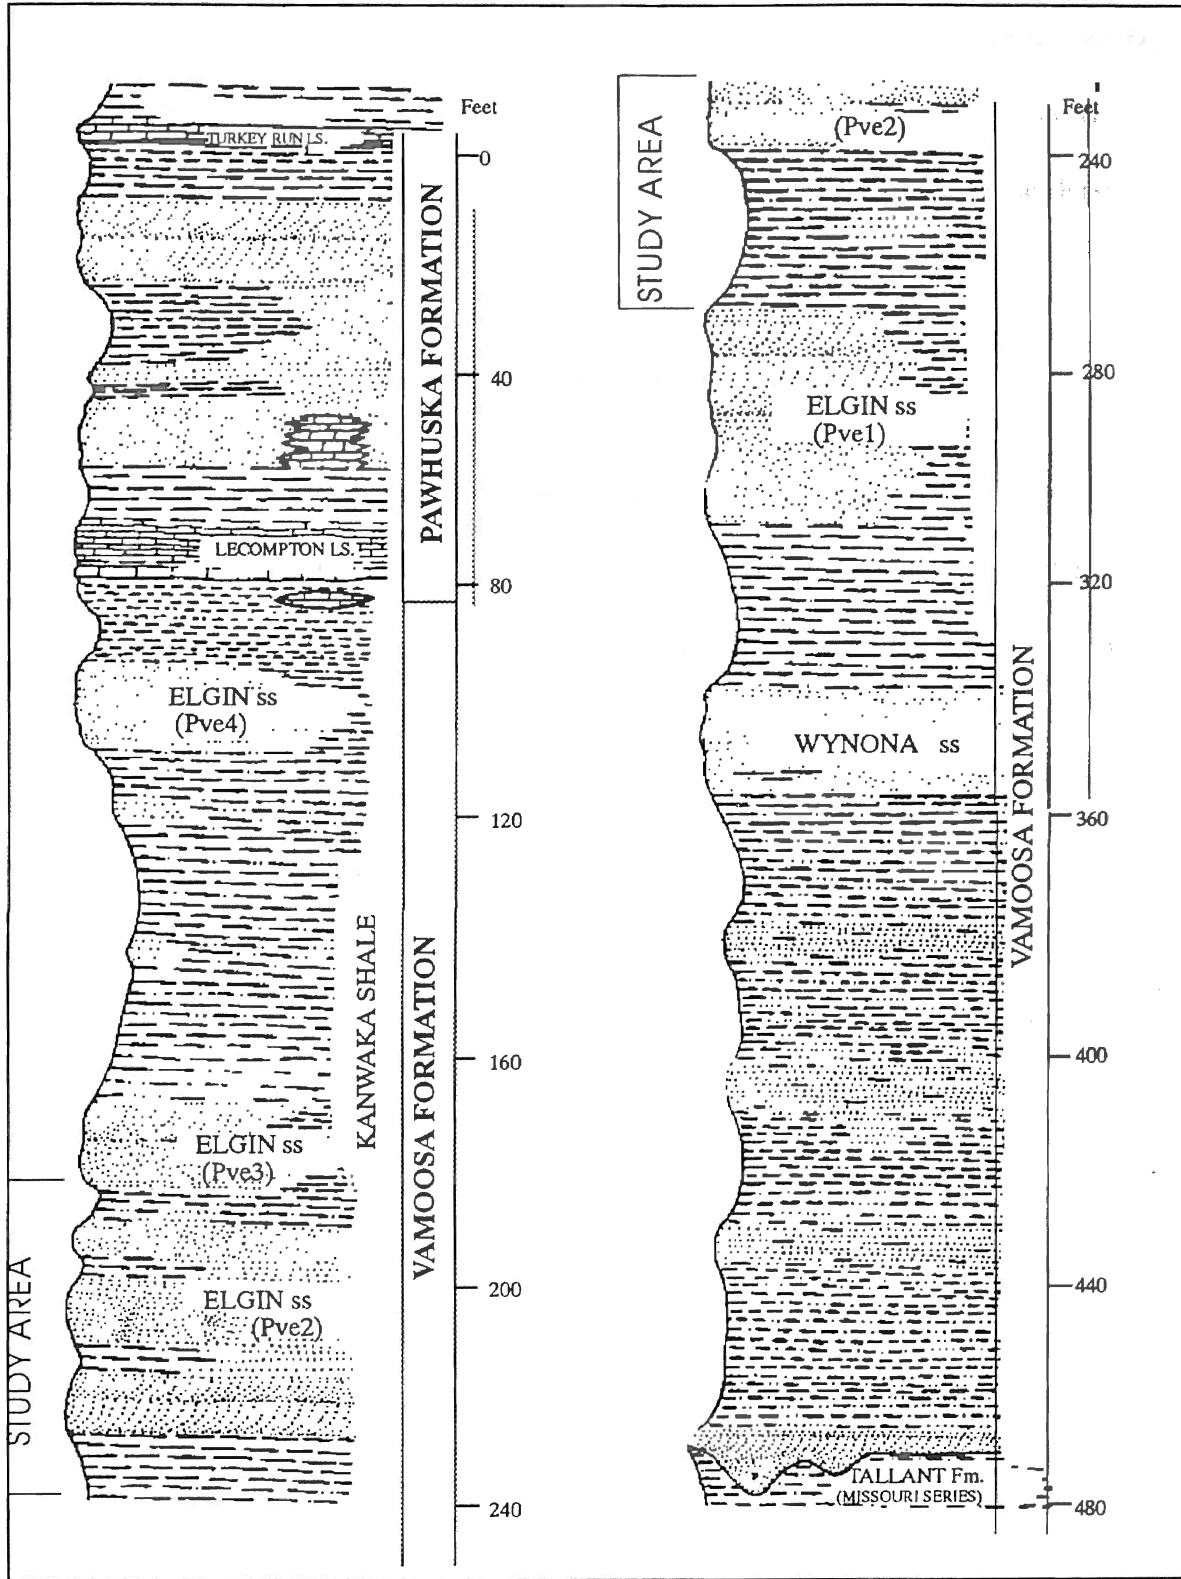 Feet
TURKEY RUN LS.
0
PAWHUSKA FORMATION
40
LECOMPTON LS.
80
ELGIN ss
(Pve4)
120
KANWAKA SHALE
VAMOOSA FORMATION
160
ELGIN ss
(Pve3)
STUDY AREA
200
ELGIN ss
(Pve2)
240
STUDY AREA
Feet
(Pve2)
240
280
ELGIN ss
(Pve1)
320
VAMOOSA FORMATION
WYNONA ss
360
400
440
TALLANT Fm.
(MISSOURI SERIES)
480